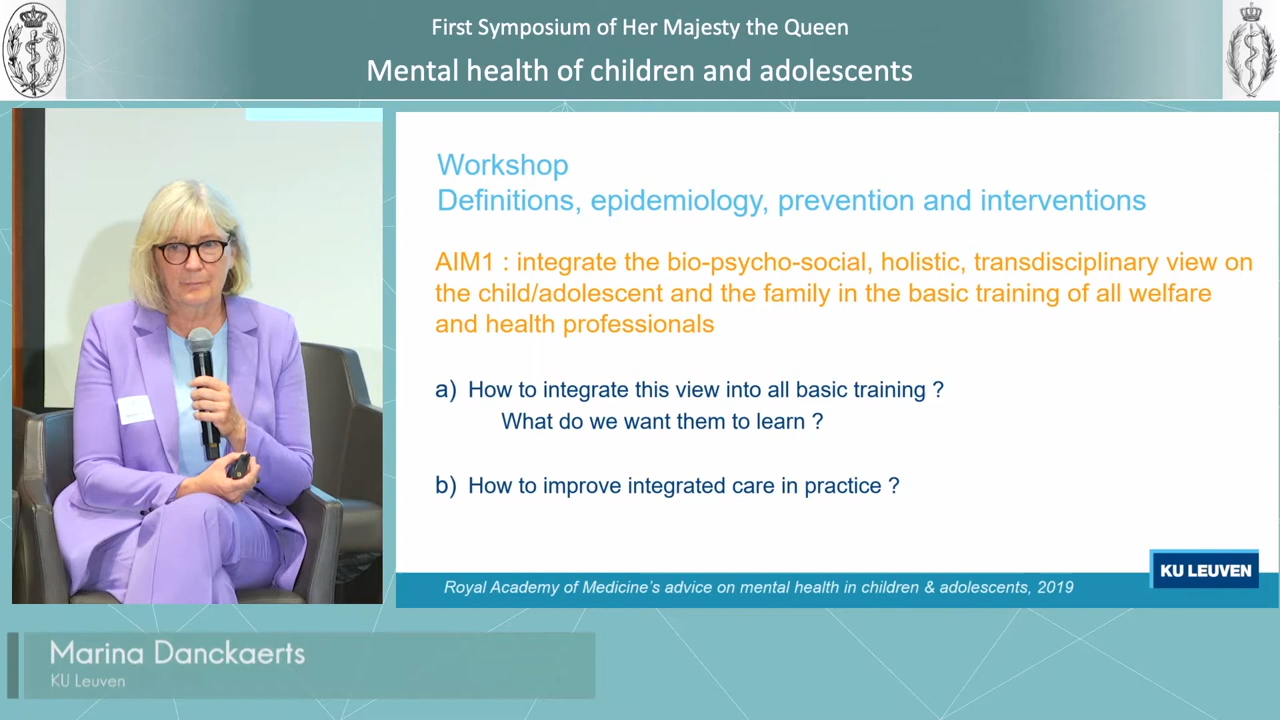 First Symposium of Her Majesty the Queen
Mental health of children and adolescents
Workshop
Definitions, epidemiology, prevention and interventions
AIM1 : integrate the bio-psycho-social, holistic, transdisciplinary view on
the child/adolescent and the family in the basic training of all welfare
and health professionals
a) How to integrate this view into all basic training ?
What do we want them to learn ?
b) How to improve integrated care in practice ?
KU LEUVEN
Royal Academy of Medicine's advice on mental health in children & adolescents, 2019
Marina Danckaerts
KU Leuven